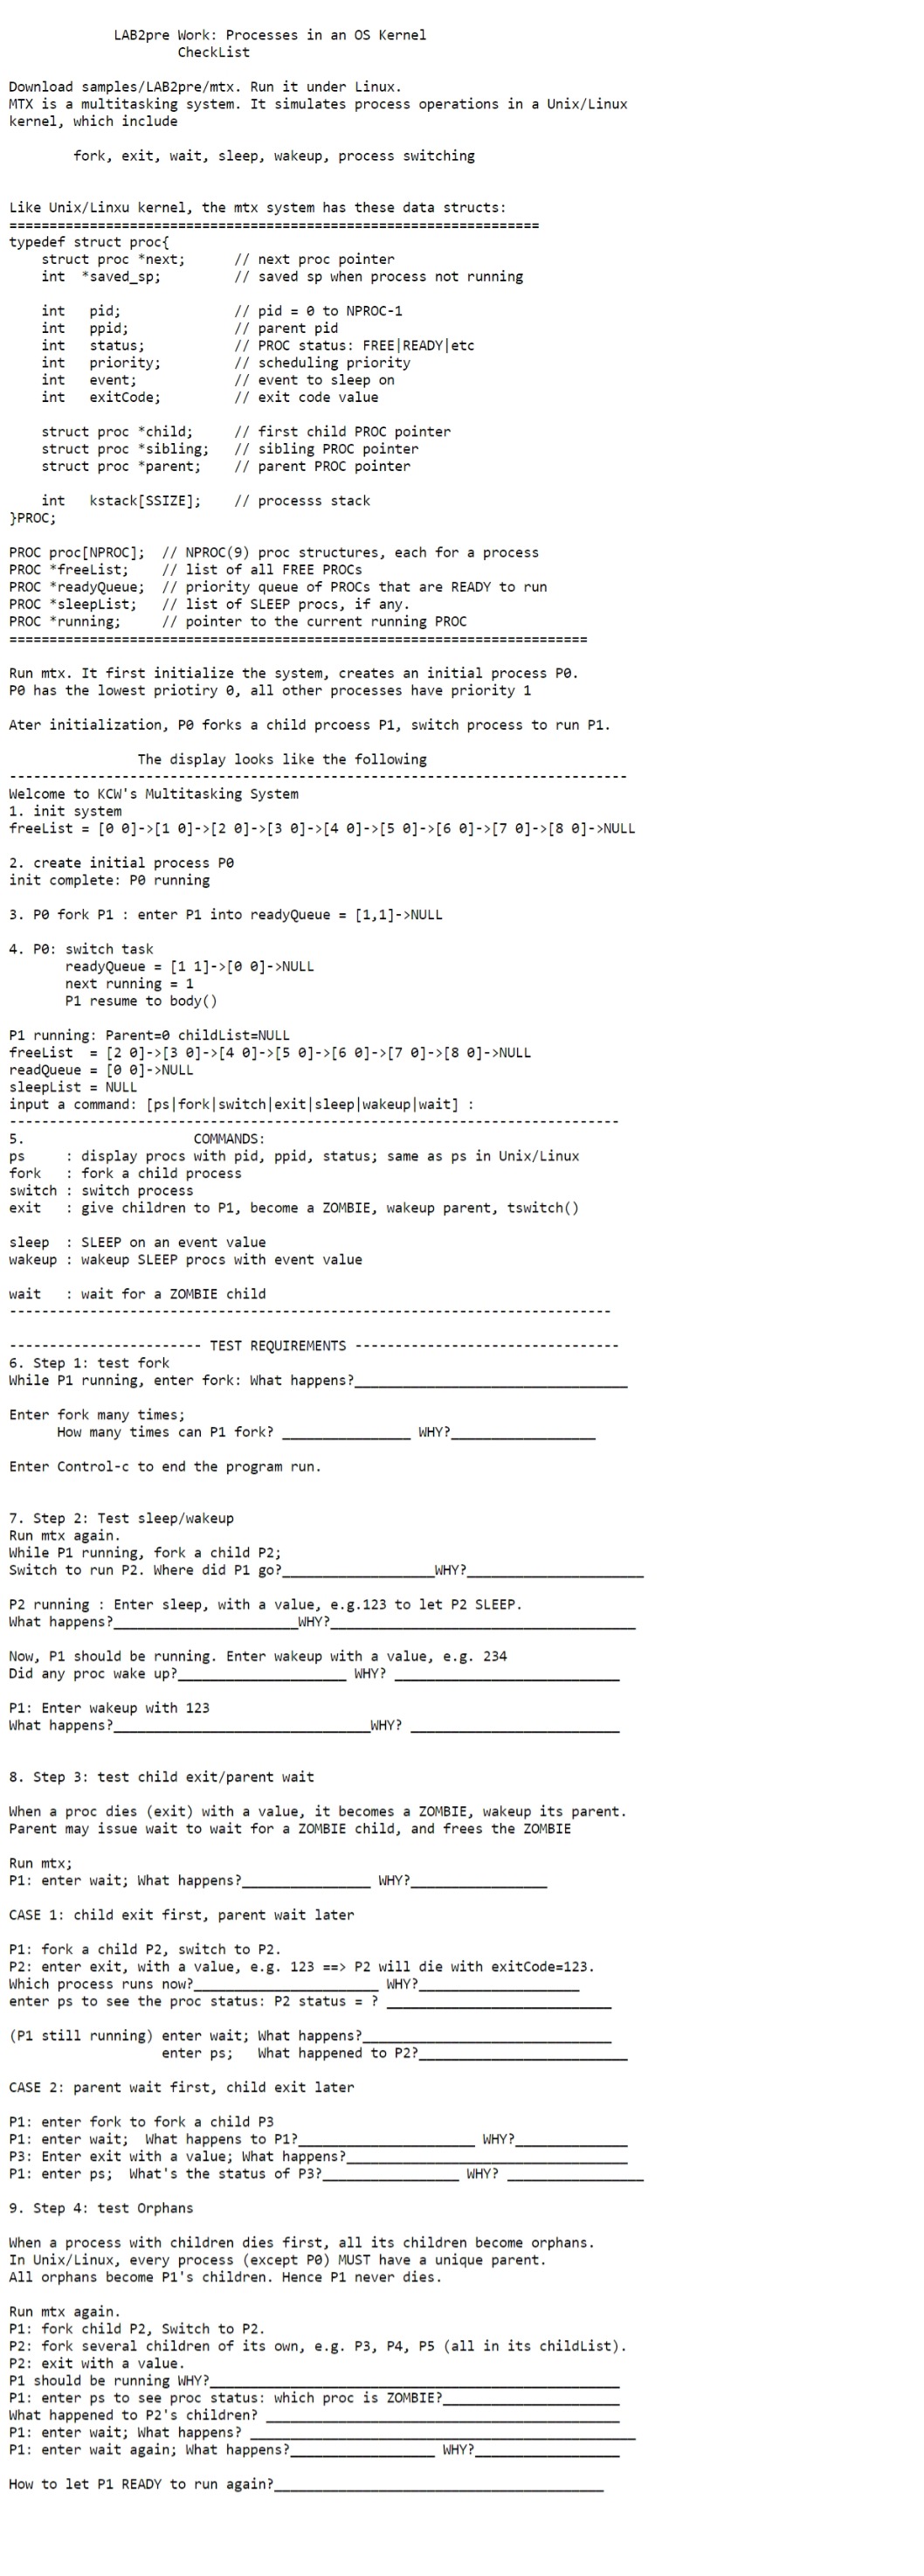 LAB2pre Work: Processes in an OS Kernel
CheckList
Download samples/LAB2pre/mtx. Run it under Linux.
MTX is a multitasking system. It simulates process operations in a Unix/Linux
kernel, which include
fork, exit, wait, sleep, wakeup, process switching
Like Unix/Linxu kernel, the mtx system has these data structs:
==================================================================
typedef struct proc{
struct proc *next;      // next proc pointer
int  *saved_sp;         // saved sp when process not running
int   pid;              // pid = 0 to NPROC-1
int   ppid;             // parent pid
int   status;           // PROC status: FREE|READY|etc
int   priority;         // scheduling priority
int   event;            // event to sleep on
int   exitCode;         // exit code value
struct proc *child;     // first child PROC pointer
struct proc *sibling;   // sibling PROC pointer
struct proc *parent;    // parent PROC pointer
int   kstack[SSIZE];    // processs stack
}PROC;
PROC proc[NPROC];  // NPROC(9) proc structures, each for a process
PROC *freeList;    // list of all FREE PROCs
PROC *readyQueue;  // priority queue of PROCs that are READY to run
PROC *sleepList;   // list of SLEEP procs, if any.
PROC *running;     // pointer to the current running PROC
========================================================================
Run mtx. It first initialize the system, creates an initial process P0.
P0 has the lowest priotiry 0, all other processes have priority 1
Ater initialization, P0 forks a child prcoess P1, switch process to run P1.
The display looks like the following
-----------------------------------------------------------------------------
Welcome to KCW's Multitasking System
1. init system
freeList = [0 0]->[1 0]->[2 0]->[3 0]->[4 0]->[5 0]->[6 0]->[7 0]->[8 0]->NULL
2. create initial process P0
init complete: P0 running
3. P0 fork P1 : enter P1 into readyQueue = [1,1]->NULL
4. P0: switch task
readyQueue = [1 1]->[0 0]->NULL
next running = 1
P1 resume to body()
P1 running: Parent=0 childList=NULL
freeList  = [2 0]->[3 0]->[4 0]->[5 0]->[6 0]->[7 0]->[8 0]->NULL
readQueue = [0 0]->NULL
sleepList = NULL
input a command: [ps|fork|switch|exit|sleep|wakeup|wait] :
----------------------------------------------------------------------------
5.                     COMMANDS:
ps     : display procs with pid, ppid, status; same as ps in Unix/Linux
fork   : fork a child process
switch : switch process
exit   : give children to P1, become a ZOMBIE, wakeup parent, tswitch()
sleep  : SLEEP on an event value
wakeup : wakeup SLEEP procs with event value
wait   : wait for a ZOMBIE child
---------------------------------------------------------------------------
------------------------ TEST REQUIREMENTS ---------------------------------
6. Step 1: test fork
While P1 running, enter fork: What happens?__________________________________
Enter fork many times;
How many times can P1 fork? ________________ WHY?__________________
Enter Control-c to end the program run.
7. Step 2: Test sleep/wakeup
Run mtx again.
While P1 running, fork a child P2;
Switch to run P2. Where did P1 go?___________________WHY?______________________
P2 running : Enter sleep, with a value, e.g.123 to let P2 SLEEP.
What happens?_______________________WHY?______________________________________
Now, P1 should be running. Enter wakeup with a value, e.g. 234
Did any proc wake up?_____________________ WHY? ____________________________
P1: Enter wakeup with 123
What happens?________________________________WHY? __________________________
8. Step 3: test child exit/parent wait
When a proc dies (exit) with a value, it becomes a ZOMBIE, wakeup its parent.
Parent may issue wait to wait for a ZOMBIE child, and frees the ZOMBIE
Run mtx;
P1: enter wait; What happens?________________ WHY?_________________
CASE 1: child exit first, parent wait later
P1: fork a child P2, switch to P2.
P2: enter exit, with a value, e.g. 123 ==> P2 will die with exitCode=123.
Which process runs now?_______________________ WHY?____________________
enter ps to see the proc status: P2 status = ? ____________________________
(P1 still running) enter wait; What happens?_______________________________
enter ps;   What happened to P2?__________________________
CASE 2: parent wait first, child exit later
P1: enter fork to fork a child P3
P1: enter wait;  What happens to P1?______________________ WHY?______________
P3: Enter exit with a value; What happens?___________________________________
P1: enter ps;  What's the status of P3?_________________ WHY? _________________
9. Step 4: test Orphans
When a process with children dies first, all its children become orphans.
In Unix/Linux, every process (except P0) MUST have a unique parent.
All orphans become P1's children. Hence P1 never dies.
Run mtx again.
P1: fork child P2, Switch to P2.
P2: fork several children of its own, e.g. P3, P4, P5 (all in its childList).
P2: exit with a value.
P1 should be running WHY?___________________________________________________
P1: enter ps to see proc status: which proc is ZOMBIE?______________________
What happened to P2's children? ____________________________________________
P1: enter wait; What happens? ________________________________________________
P1: enter wait again; What happens?__________________ WHY?__________________
How to let P1 READY to run again?_________________________________________